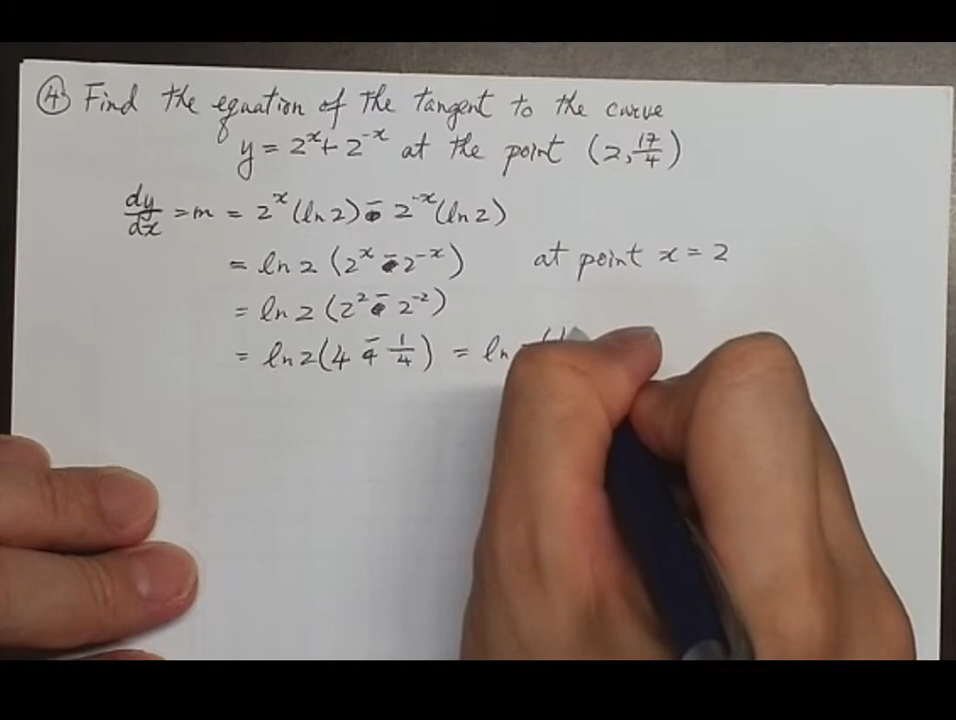 ④ Find the equation of the tangent to the curve
y = 2^x + 2^-x at the point (2, 17/4)
dy/dx = m = 2^x (ln 2) - 2^-x (ln 2)
= ln 2 (2^x - 2^-x) at point x = 2
= ln 2 (2^2 - 2^-2)
= ln 2 (4 - 1/4) = ln